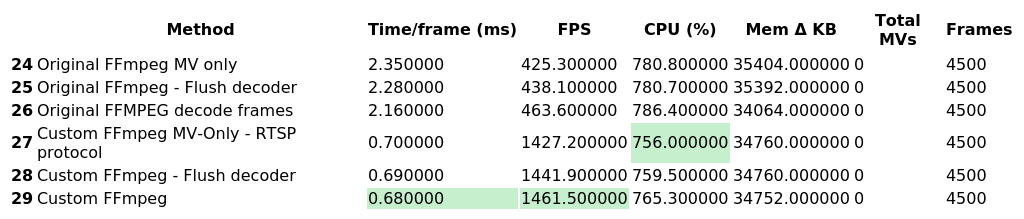 Method Time/frame (ms) FPS CPU (%) Mem Δ KB Total MVs Frames
24 Original FFmpeg MV only 2.350000 425.300000 780.800000 35404.000000 0 4500
25 Original FFmpeg - Flush decoder 2.280000 438.100000 780.700000 35392.000000 0 4500
26 Original FFMPEG decode frames 2.160000 463.600000 786.400000 34064.000000 0 4500
27 Custom FFmpeg MV-Only - RTSP protocol 0.700000 1427.200000 756.000000 34760.000000 0 4500
28 Custom FFmpeg - Flush decoder 0.690000 1441.900000 759.500000 34760.000000 0 4500
29 Custom FFmpeg 0.680000 1461.500000 765.300000 34752.000000 0 4500